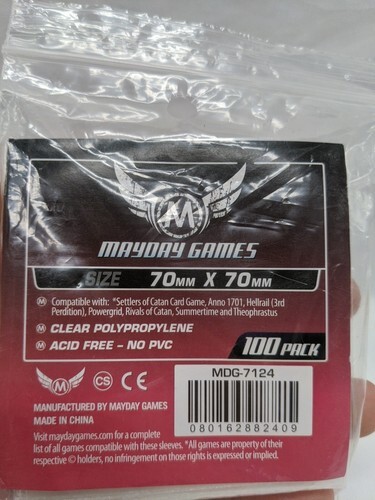 M
MAYDAY GAMES
SIZE 70MM X 70MM
M Compatible with: *Settlers of Catan Card Game, Anno 1701, Hellrail (3rd
Perdition), Powergrid, Rivals of Catan, Summertime and Theophrastus
M CLEAR POLYPROPYLENE
M ACID FREE - NO PVC
100 PACK
MDG-7124
M CS CE
MANUFACTURED BY MAYDAY GAMES
MADE IN CHINA
080162882409
Visit maydaygames.com for a complete
list of all games compatible with these sleeves. *All games are property of their
respective © holders, no infringement on those rights is expressed or implied.